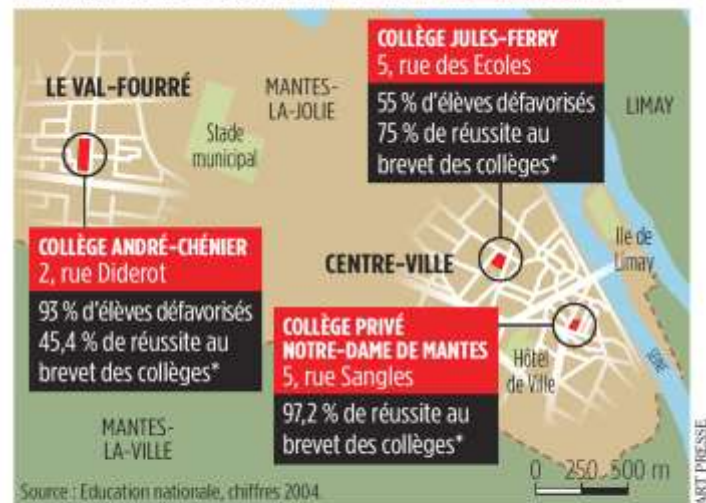 COLLÈGE JULES-FERRY
5, rue des Ecoles
55 % d'élèves défavorisés
75 % de réussite au
brevet des collèges*
LE VAL-FOURRÉ
MANTES-
LA-JOLIE
LIMAY
Stade
municipal
COLLÈGE ANDRÉ-CHÉNIER
2, rue Diderot
93 % d'élèves défavorisés
45,4 % de réussite au
brevet des collèges*
CENTRE-VILLE
Ile de
Limay
COLLÈGE PRIVÉ
NOTRE-DAME DE MANTES
5, rue Sangles
97,2 % de réussite au
brevet des collèges*
Hôtel
de Ville
Seine
MANTES-
LA-VILLE
0 250 500 m
Source : Education nationale, chiffres 2004.
ART PRESSE